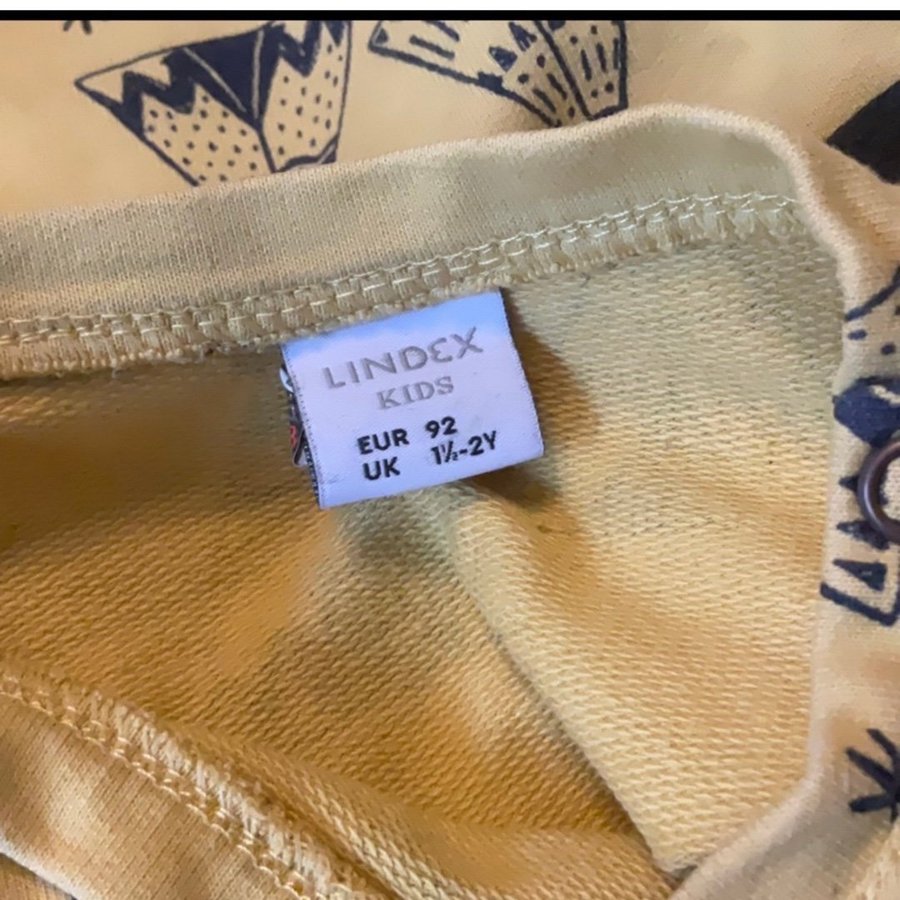 LINDEX
KIDS
EUR 92
UK 1½-2Y